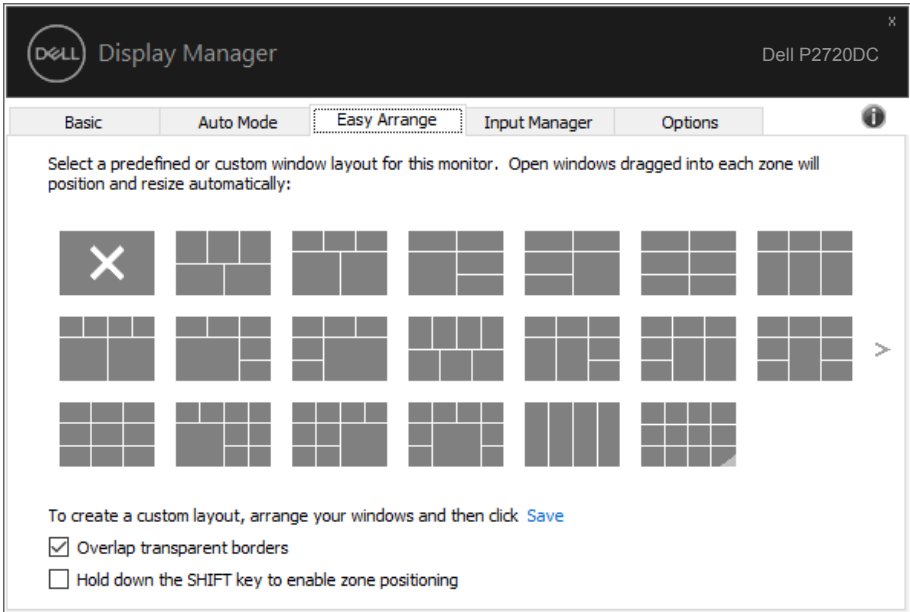 x
DELL
Display Manager
Dell P2720DC
Basic
Auto Mode
Easy Arrange
Input Manager
Options
i
Select a predefined or custom window layout for this monitor.  Open windows dragged into each zone will
position and resize automatically:
>
To create a custom layout, arrange your windows and then click  Save
Overlap transparent borders
Hold down the SHIFT key to enable zone positioning